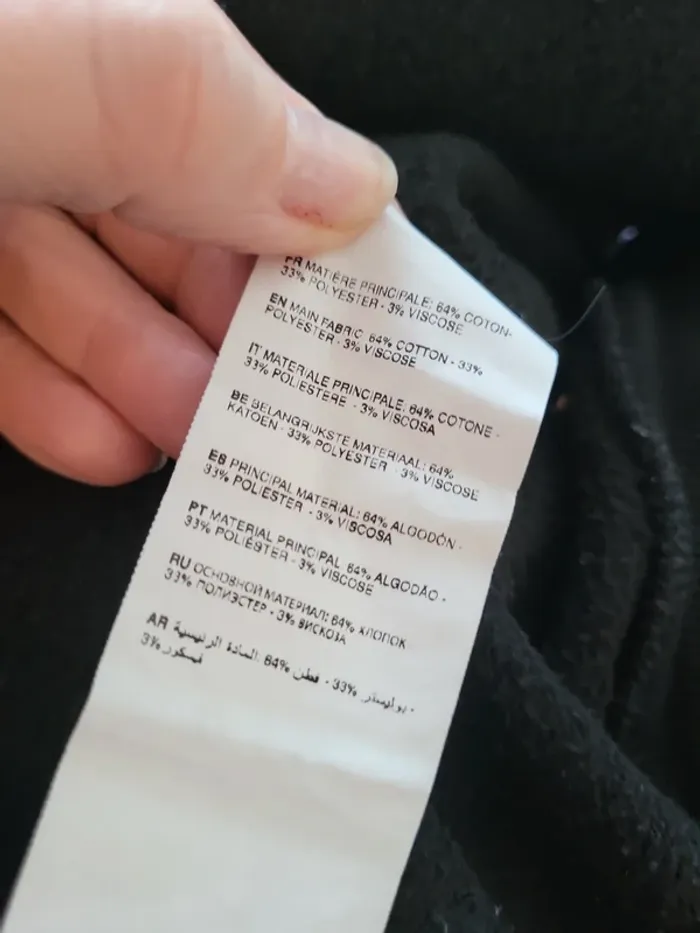 FR MATIÈRE PRINCIPALE: 64% COTON-
33% POLYESTER - 3% VISCOSE
EN MAIN FABRIC 64% COTTON - 33%
POLYESTER - 3% VISCOSE
IT MATERIALE PRINCIPALE: 64% COTONE -
33% POLIESTERE - 3% VISCOSA
BE BELANGRIJKSTE MATERIAAL: 64%
KATOEN - 33% POLYESTER - 3% VISCOSE
ES PRINCIPAL MATERIAL: 64% ALGODÓN -
33% POLIESTER - 3% VISCOSA
PT MATERIAL PRINCIPAL 64% ALGODÃO -
33% POLIÉSTER - 3% VISCOSE
RU ОСНОВНОЙ МАТЕРИАЛ: 64% ХЛОПОК
33% ПОЛИЭСТЕР - 3% ВИСКОЗА
AR المادة الرئيسية: 64% قطن - 33% بوليستر -
3% فيسكوز